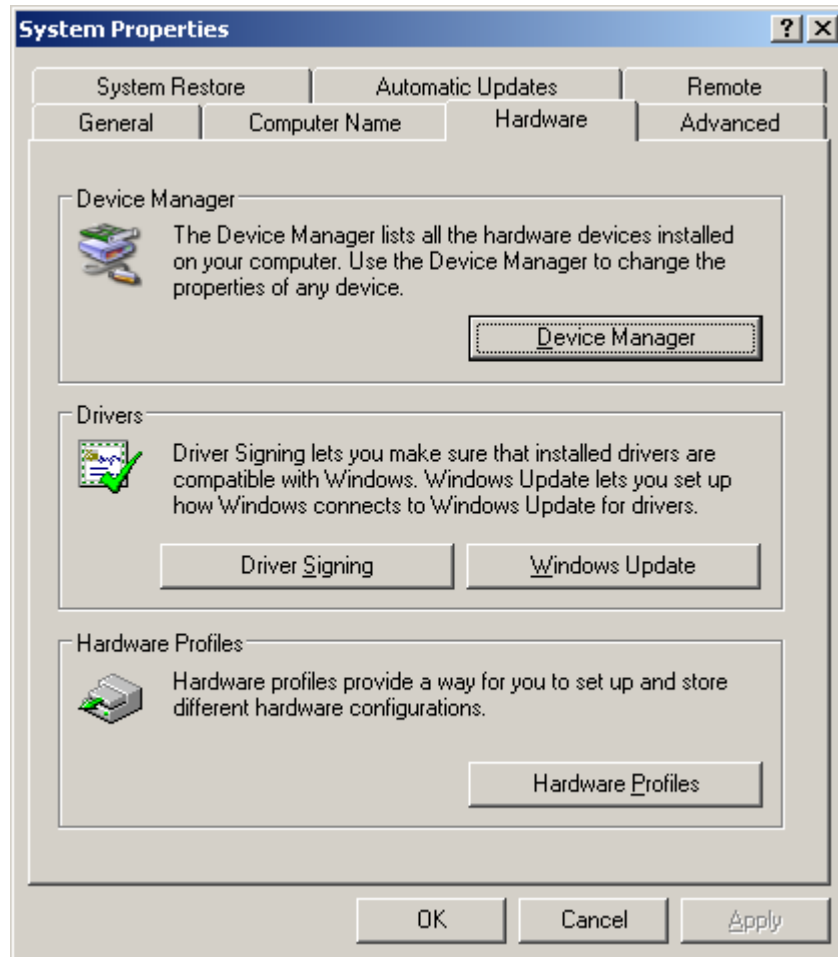 System Properties
System Restore Automatic Updates Remote
General Computer Name Hardware Advanced
Device Manager
The Device Manager lists all the hardware devices installed
on your computer. Use the Device Manager to change the
properties of any device.
Device Manager
Drivers
Driver Signing lets you make sure that installed drivers are
compatible with Windows. Windows Update lets you set up
how Windows connects to Windows Update for drivers.
Driver Signing Windows Update
Hardware Profiles
Hardware profiles provide a way for you to set up and store
different hardware configurations.
Hardware Profiles
OK Cancel Apply